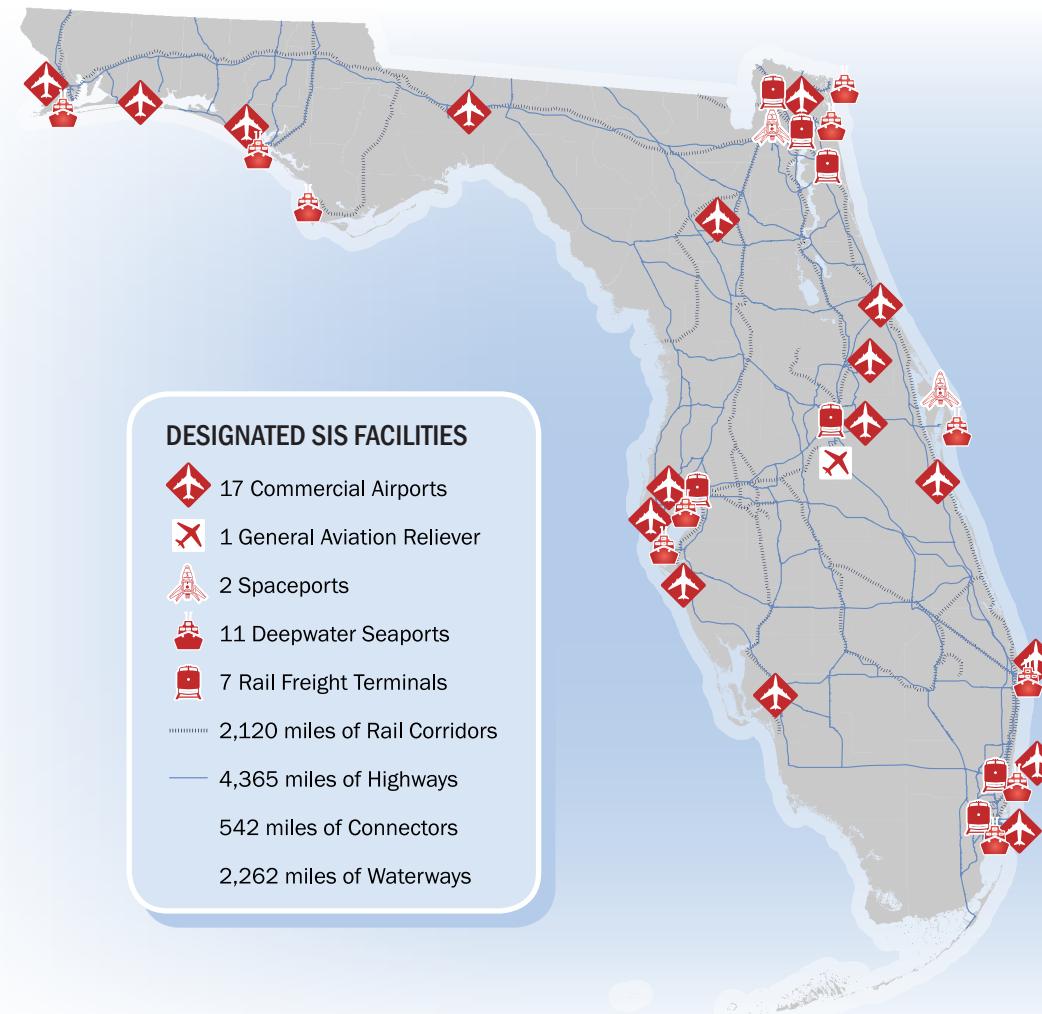 DESIGNATED SIS FACILITIES
17 Commercial Airports
1 General Aviation Reliever
2 Spaceports
11 Deepwater Seaports
7 Rail Freight Terminals
2,120 miles of Rail Corridors
4,365 miles of Highways
542 miles of Connectors
2,262 miles of Waterways